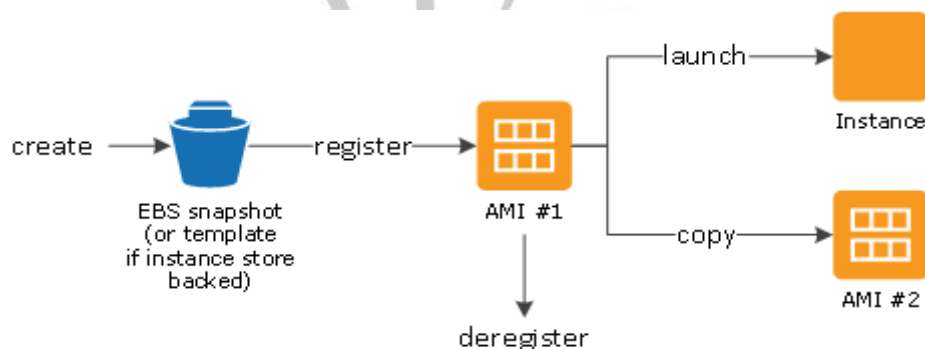 launch
Instance
create
register
EBS snapshot
(or template
if instance store
backed)
AMI #1
copy
AMI #2
deregister